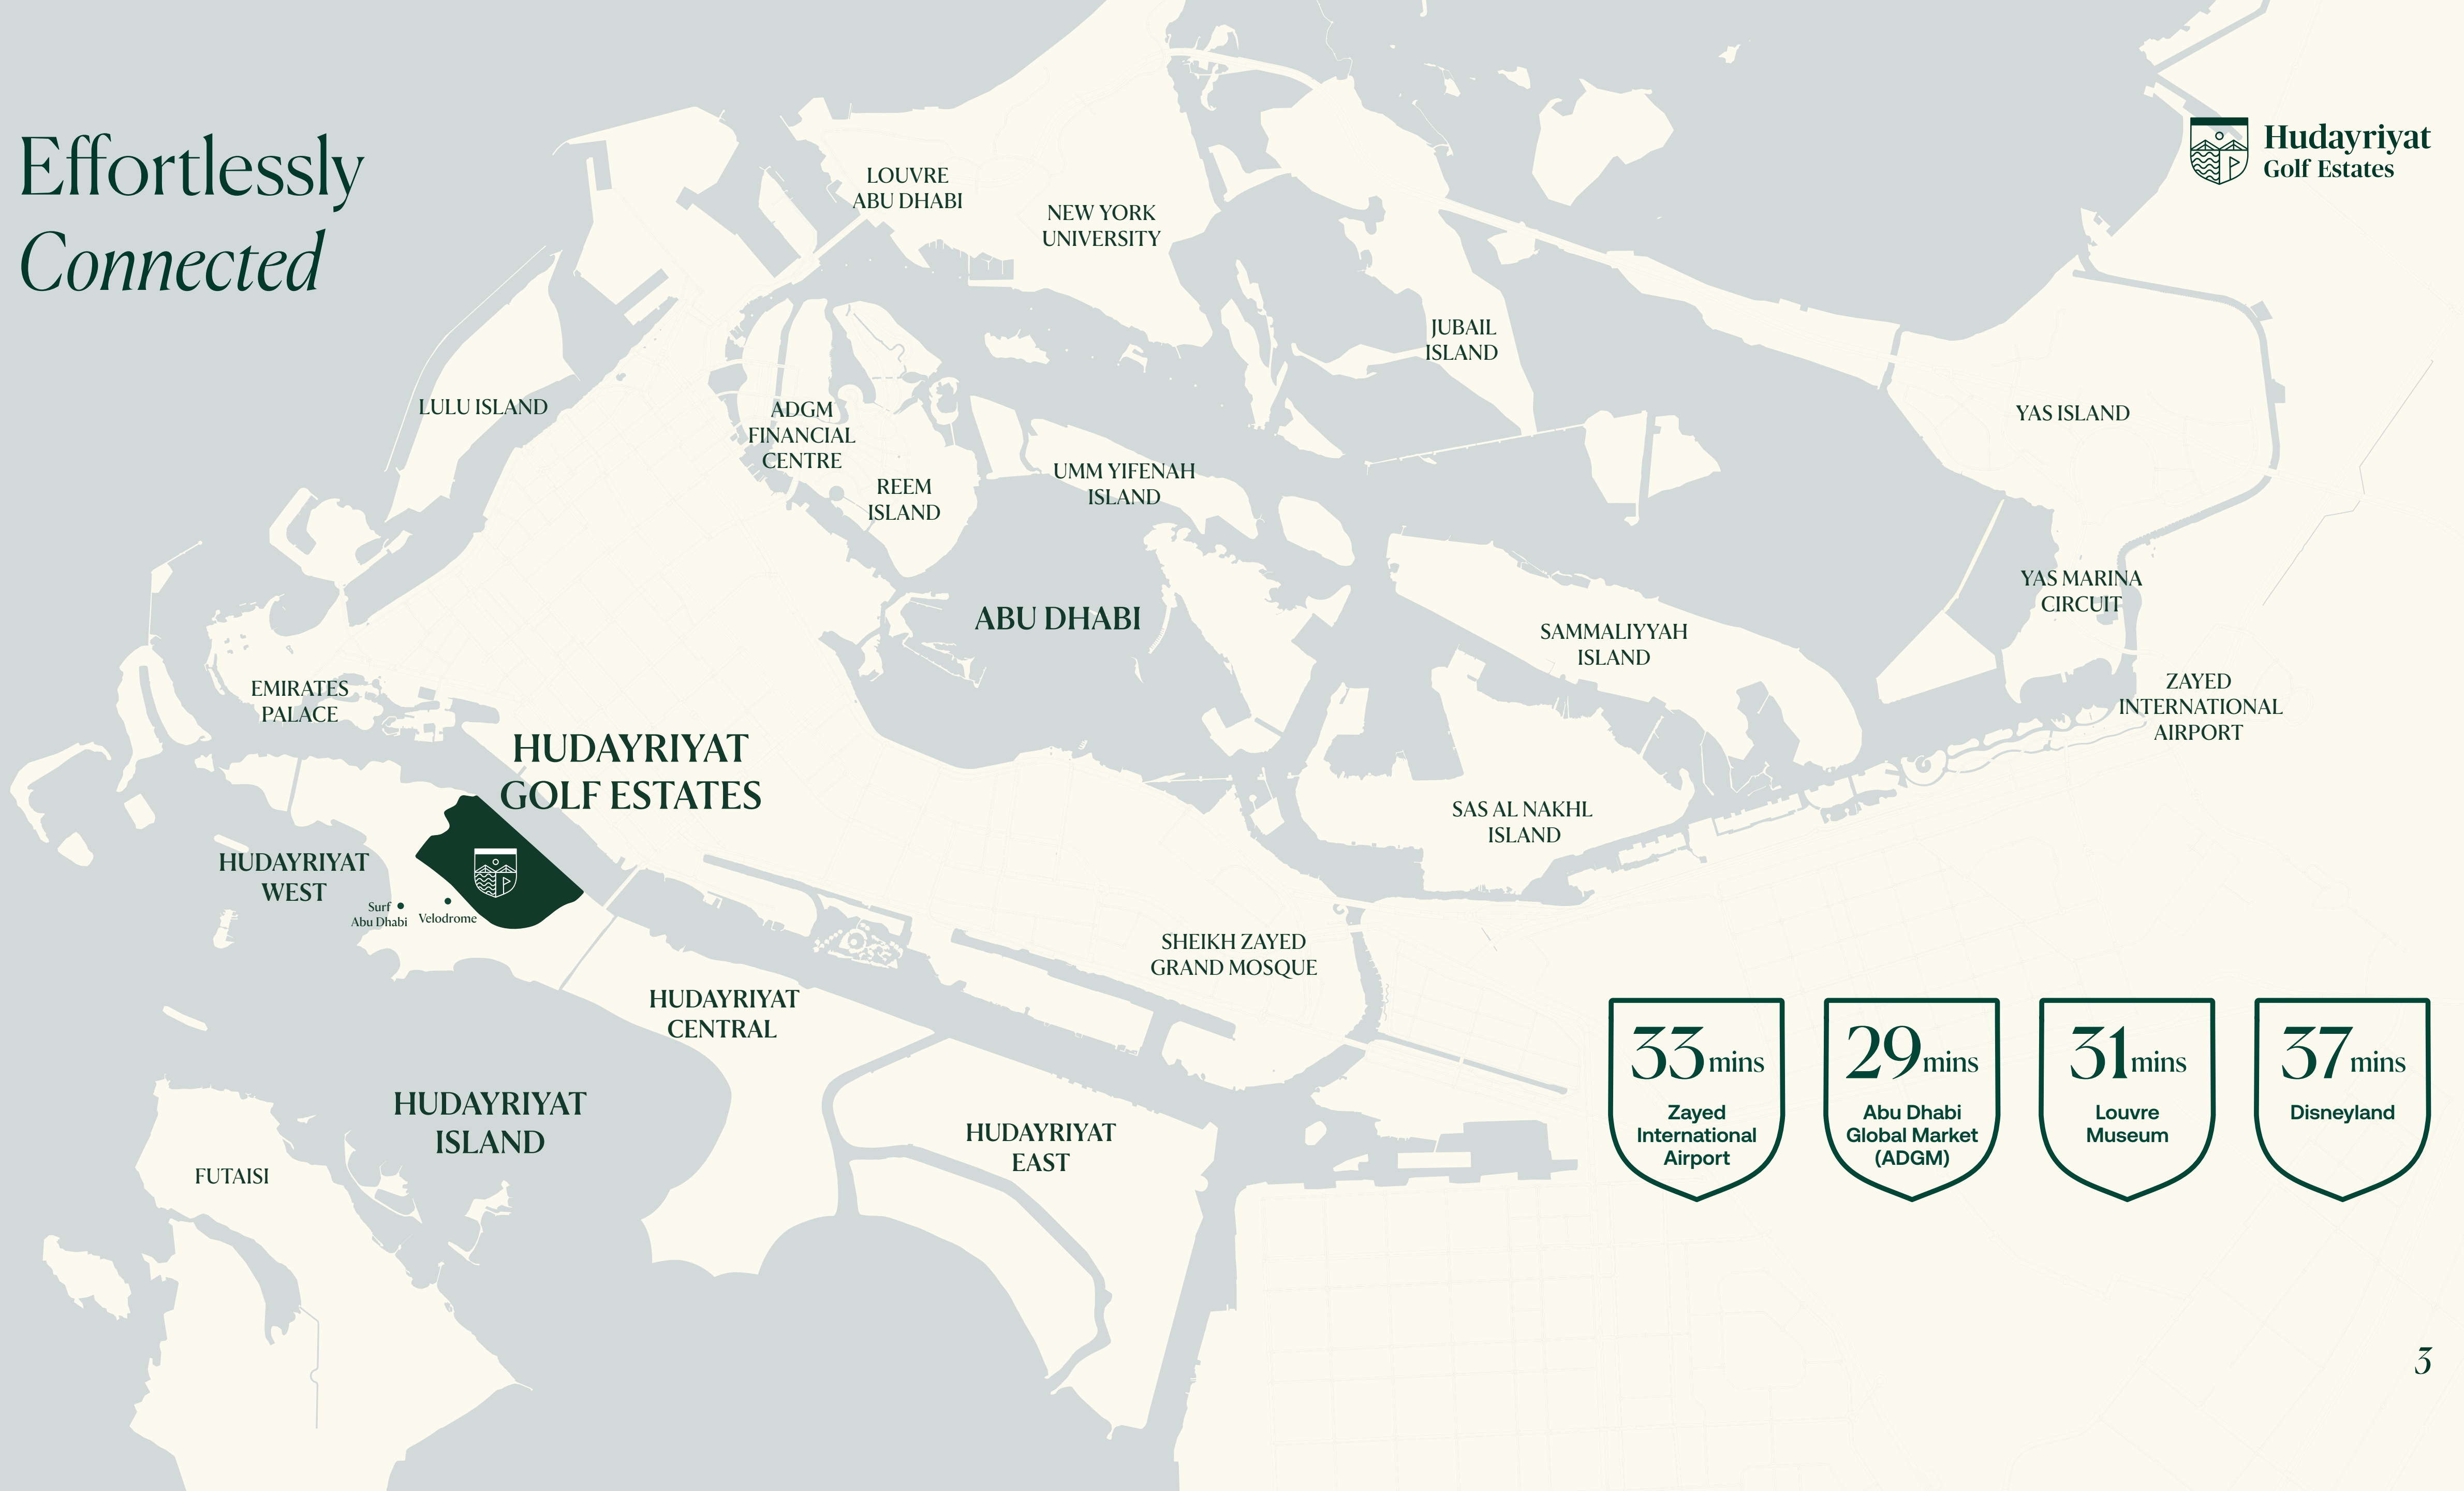 Effortlessly
Connected
Hudayriyat
Golf Estates
LOUVRE
ABU DHABI
NEW YORK
UNIVERSITY
JUBAIL
ISLAND
LULU ISLAND
ADGM
FINANCIAL
CENTRE
REEM
ISLAND
UMM YIFENAH
ISLAND
YAS ISLAND
YAS MARINA
CIRCUIT
ABU DHABI
SAMMALIYYAH
ISLAND
ZAYED
INTERNATIONAL
AIRPORT
EMIRATES
PALACE
HUDAYRIYAT
GOLF ESTATES
SAS AL NAKHL
ISLAND
HUDAYRIYAT
WEST
Surf
Abu Dhabi
Velodrome
SHEIKH ZAYED
GRAND MOSQUE
HUDAYRIYAT
CENTRAL
HUDAYRIYAT
ISLAND
HUDAYRIYAT
EAST
FUTAISI
33 mins
Zayed
International
Airport
29 mins
Abu Dhabi
Global Market
(ADGM)
31 mins
Louvre
Museum
37 mins
Disneyland
3